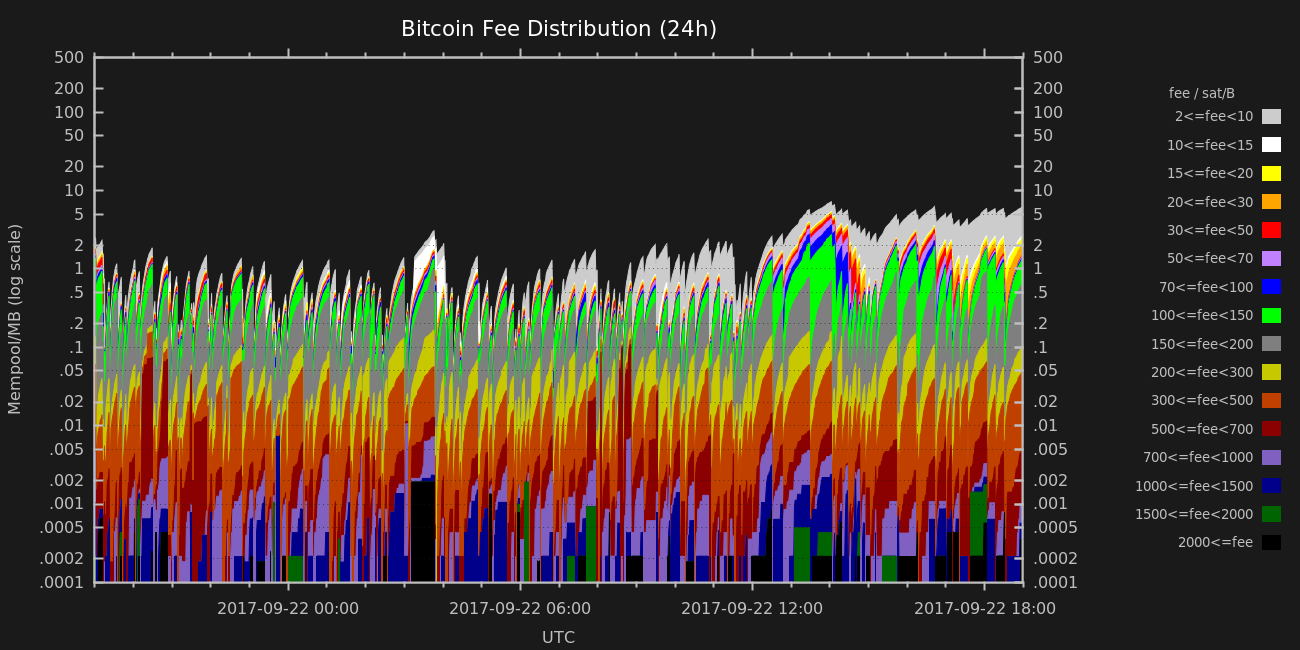 Bitcoin Fee Distribution (24h)
500
200
100
50
20
10
5
2
1
.5
.2
.1
.05
.02
.01
.005
.002
.001
.0005
.0002
.0001
Mempool/MB (log scale)
500
200
100
50
20
10
5
2
1
.5
.2
.1
.05
.02
.01
.005
.002
.001
.0005
.0002
.0001
2017-09-22 00:00
2017-09-22 06:00
2017-09-22 12:00
2017-09-22 18:00
UTC
fee / sat/B
2<=fee<10
10<=fee<15
15<=fee<20
20<=fee<30
30<=fee<50
50<=fee<70
70<=fee<100
100<=fee<150
150<=fee<200
200<=fee<300
300<=fee<500
500<=fee<700
700<=fee<1000
1000<=fee<1500
1500<=fee<2000
2000<=fee